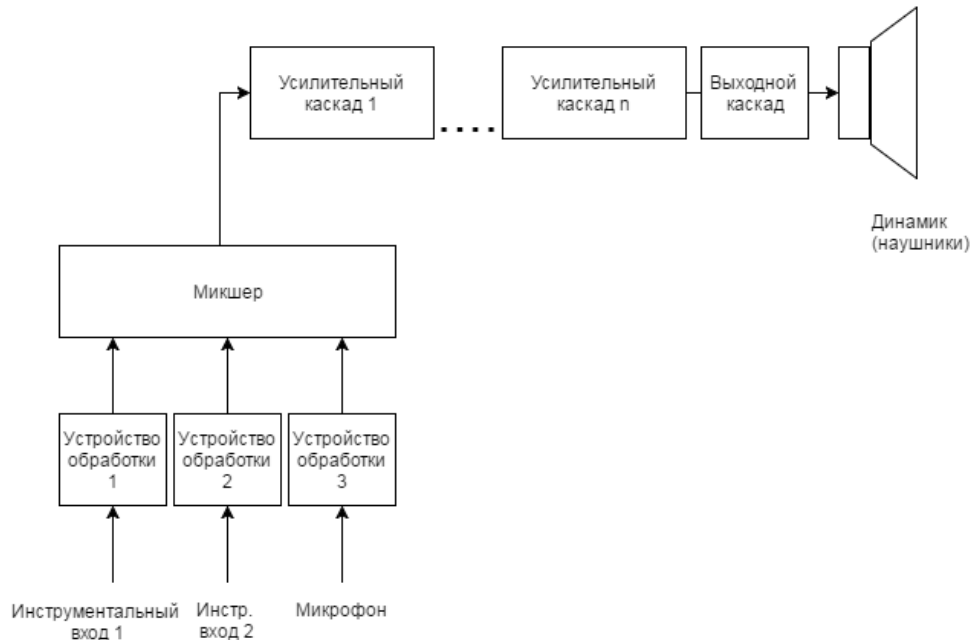 Усилительный
каскад 1
....
Усилительный
каскад n
Выходной
каскад
Динамик
(наушники)
Микшер
Устройство
обработки
1
Устройство
обработки
2
Устройство
обработки
3
Инструментальный
вход 1
Инстр.
вход 2
Микрофон